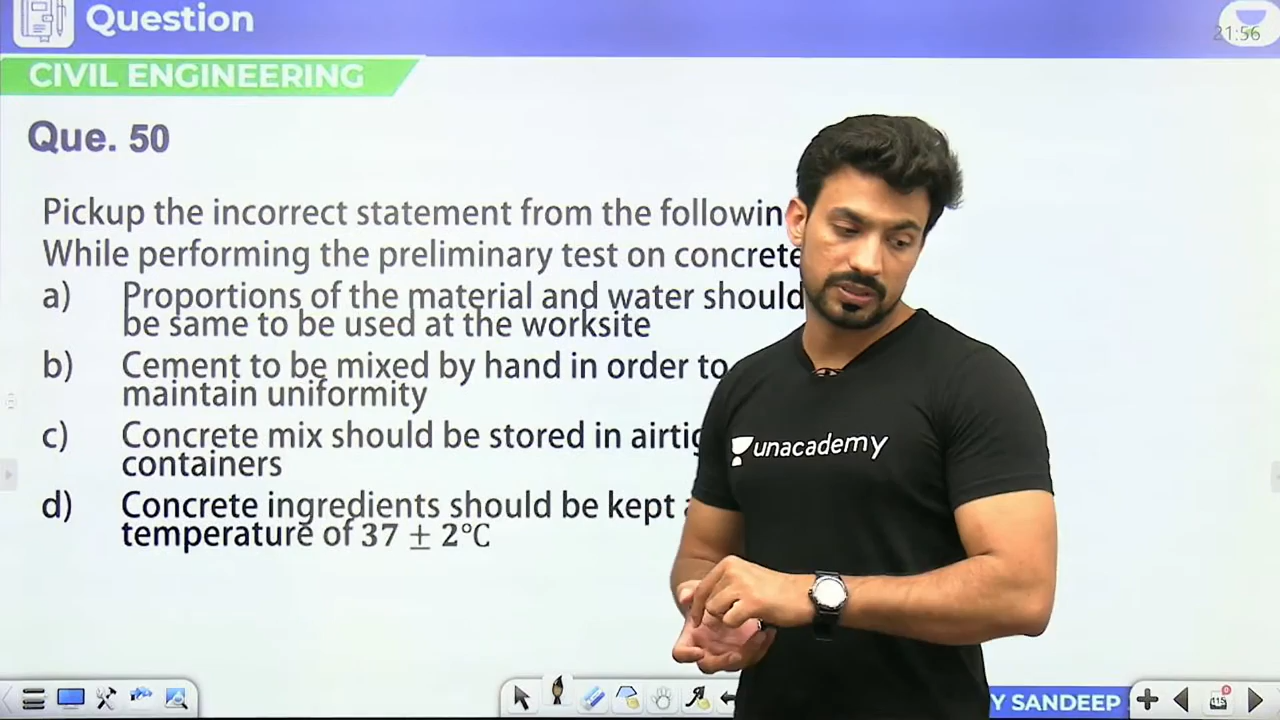 Question
21:56
CIVIL ENGINEERING
Que. 50
Pickup the incorrect statement from the
While performing the preliminary test on concrete
a) Proportions of the material and water should
be same to be used at the worksite
b) Cement to be mixed by hand in order to
maintain uniformity
c) Concrete mix should be stored in
containers
d) Concrete ingredients should be kept
temperature of 37 ± 2°C
unacademy
Y SANDEEP